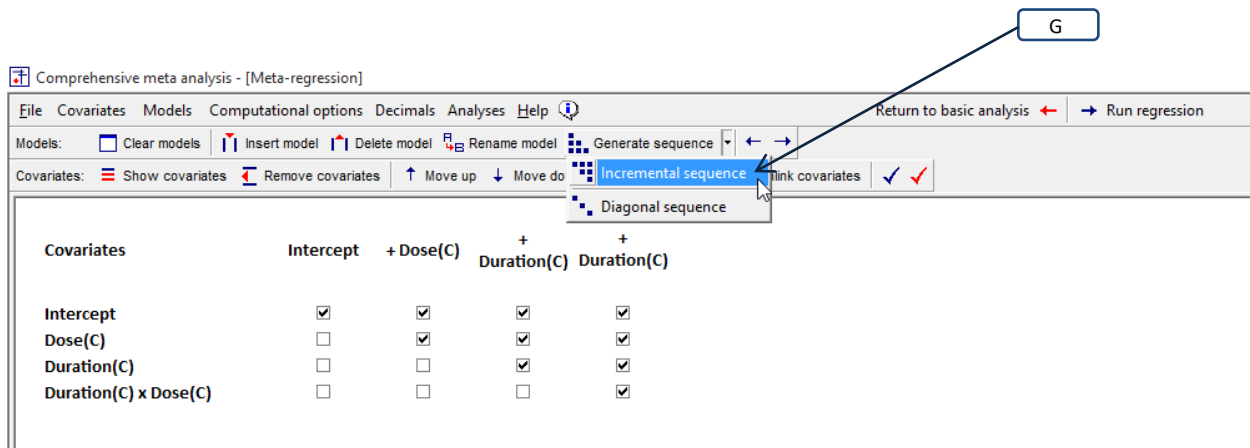 G
Comprehensive meta analysis - [Meta-regression]
File Covariates Models Computational options Decimals Analyses Help Return to basic analysis Run regression
Models: Clear models Insert model Delete model Rename model Generate sequence
Covariates: Show covariates Remove covariates Move up Move do Incremental sequence link covariates
Diagonal sequence
Covariates Intercept + Dose(C) + Duration(C) + Duration(C)
Intercept
Dose(C)
Duration(C)
Duration(C) x Dose(C)